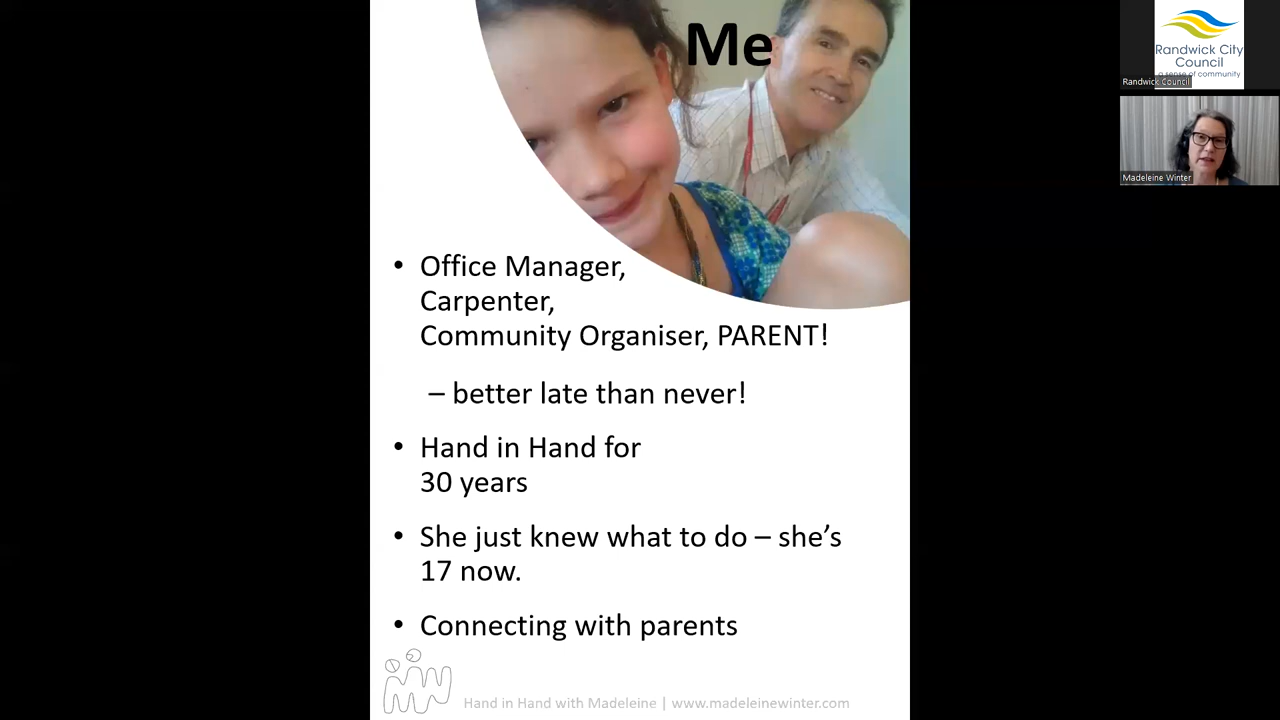 Me
• Office Manager,
Carpenter,
Community Organiser, PARENT!
– better late than never!
• Hand in Hand for
30 years
• She just knew what to do – she’s
17 now.
• Connecting with parents
Hand in Hand with Madeleine | www.madeleinewinter.com
Randwick City
Council
a sense of community
Randwick Council
Madeleine Winter